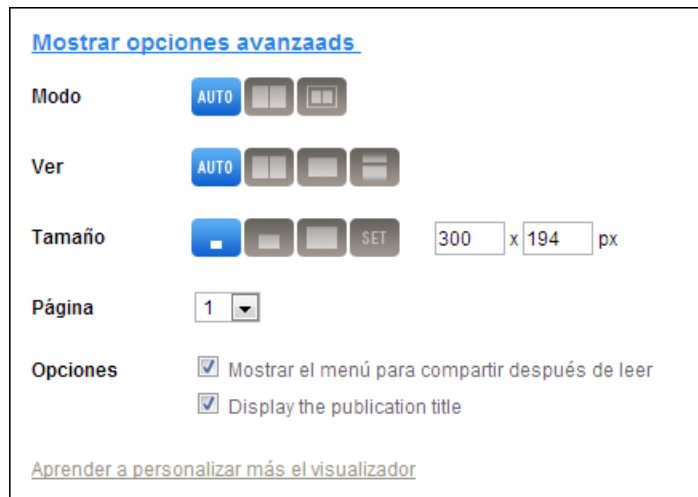 Mostrar opciones avanzaads
Modo AUTO
Ver AUTO
Tamaño SET 300 x 194 px
Página 1
Opciones Mostrar el menú para compartir después de leer
Display the publication title
Aprender a personalizar más el visualizador